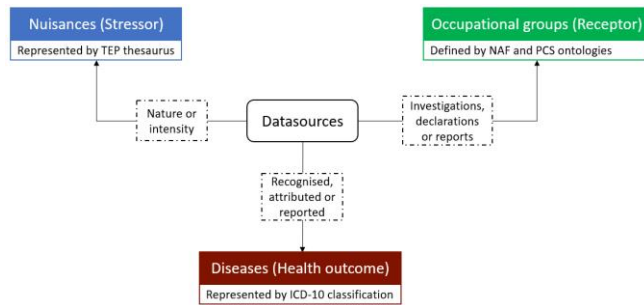 Nuisances (Stressor)
Represented by TEP thesaurus
Occupational groups (Receptor)
Defined by NAF and PCS ontologies
Nature or
intensity
Datasources
Investigations,
declarations
or reports
Recognised,
attributed or
reported
Diseases (Health outcome)
Represented by ICD-10 classification